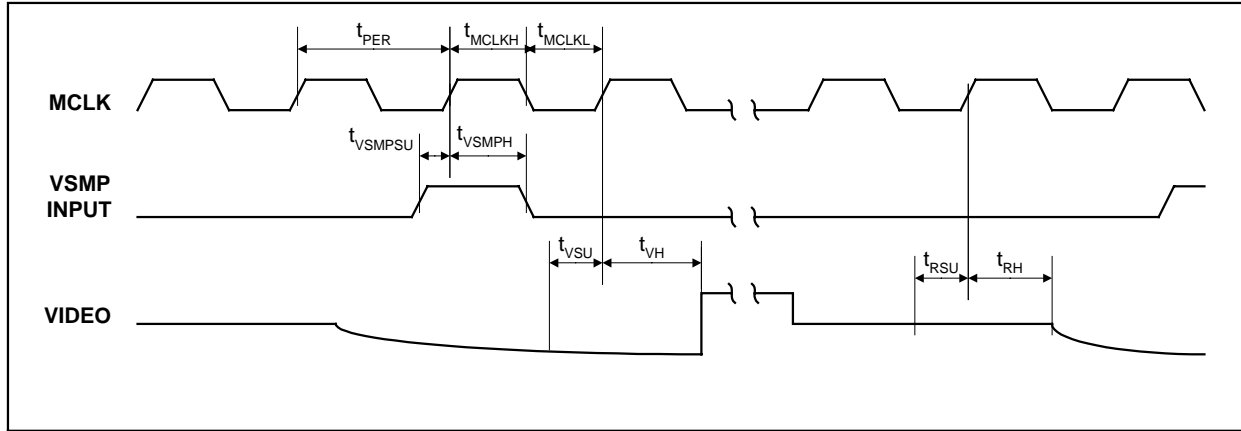 tPER tMCLKH tMCLKL
MCLK
tVSMPSU tVSMPH
VSMP
INPUT
tVSU tVH tRSU tRH
VIDEO